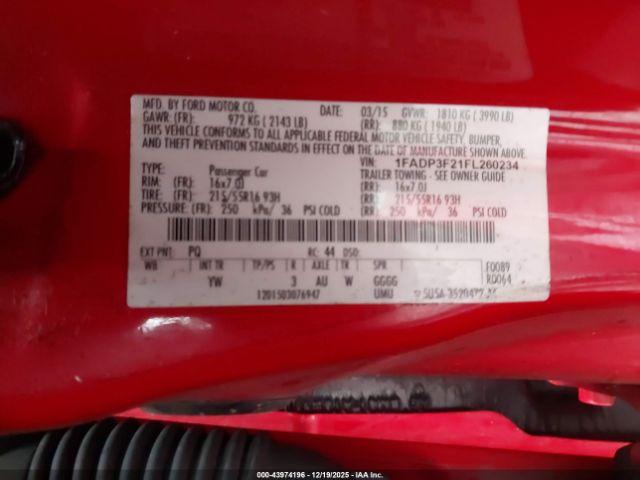 MFD. BY FORD MOTOR CO. DATE: 03/15 GVWR: 1810 KG ( 3990 LB)
GAWR: (FR): 972 KG ( 2143 LB) (RR): 880 KG ( 1940 LB)
THIS VEHICLE CONFORMS TO ALL APPLICABLE FEDERAL MOTOR VEHICLE SAFETY, BUMPER,
AND THEFT PREVENTION STANDARDS IN EFFECT ON THE DATE OF MANUFACTURE SHOWN ABOVE.
VIN: 1FADP3F21FL260234
TYPE: Passenger Car TRAILER TOWING - SEE OWNER GUIDE
RIM: (FR): 16x7.0J (RR): 16x7.0J
TIRE: (FR): 215/55R16 93H (RR): 215/55R16 93H
PRESSURE: (FR): 250 kPa/ 36 PSI COLD (RR): 250 kPa/ 36 PSI COLD
EXT PNT: PQ RC: 44 DSO:
WB INT TR TP/PS R AXLE TR SPR F0089
YW 3 AU W GGGG R0064
1201503076947 UMU
000-43974196 - 12/19/2025 - IAA Inc.